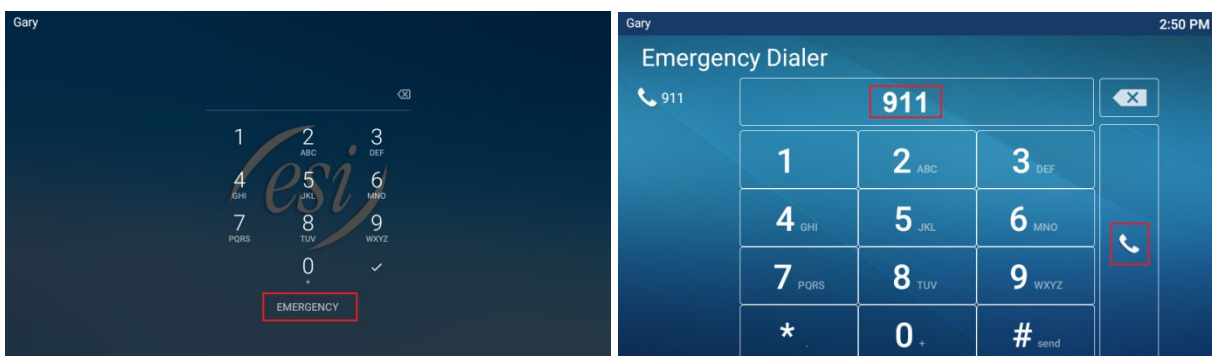 Gary
1 2 ABC 3 DEF
4 GHI 5 JKL 6 MNO
7 PQRS 8 TUV 9 WXYZ
0 +
EMERGENCY
esi
Gary 2:50 PM
Emergency Dialer
911 911
1 2 ABC 3 DEF
4 GHI 5 JKL 6 MNO
7 PQRS 8 TUV 9 WXYZ
* . 0 + # send